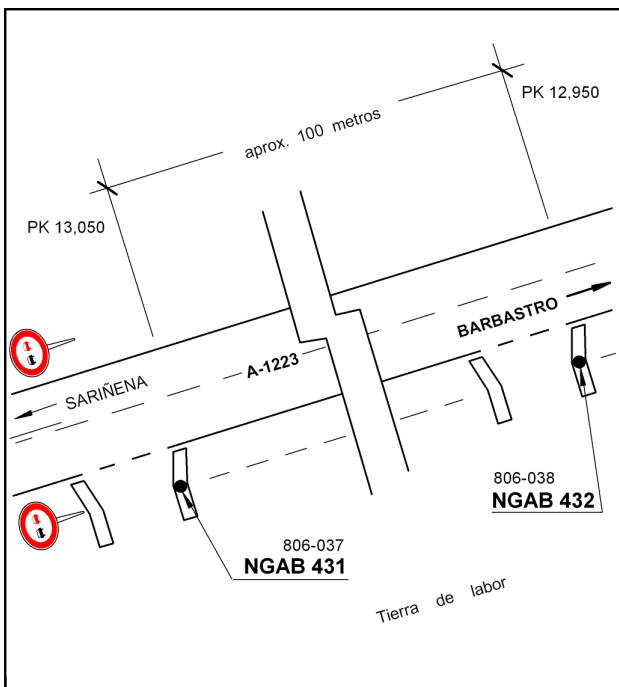 PK 12,950
aprox. 100 metros
PK 13,050
BARBASTRO
A-1223
SARIÑENA
806-038
NGAB 432
806-037
NGAB 431
Tierra de labor